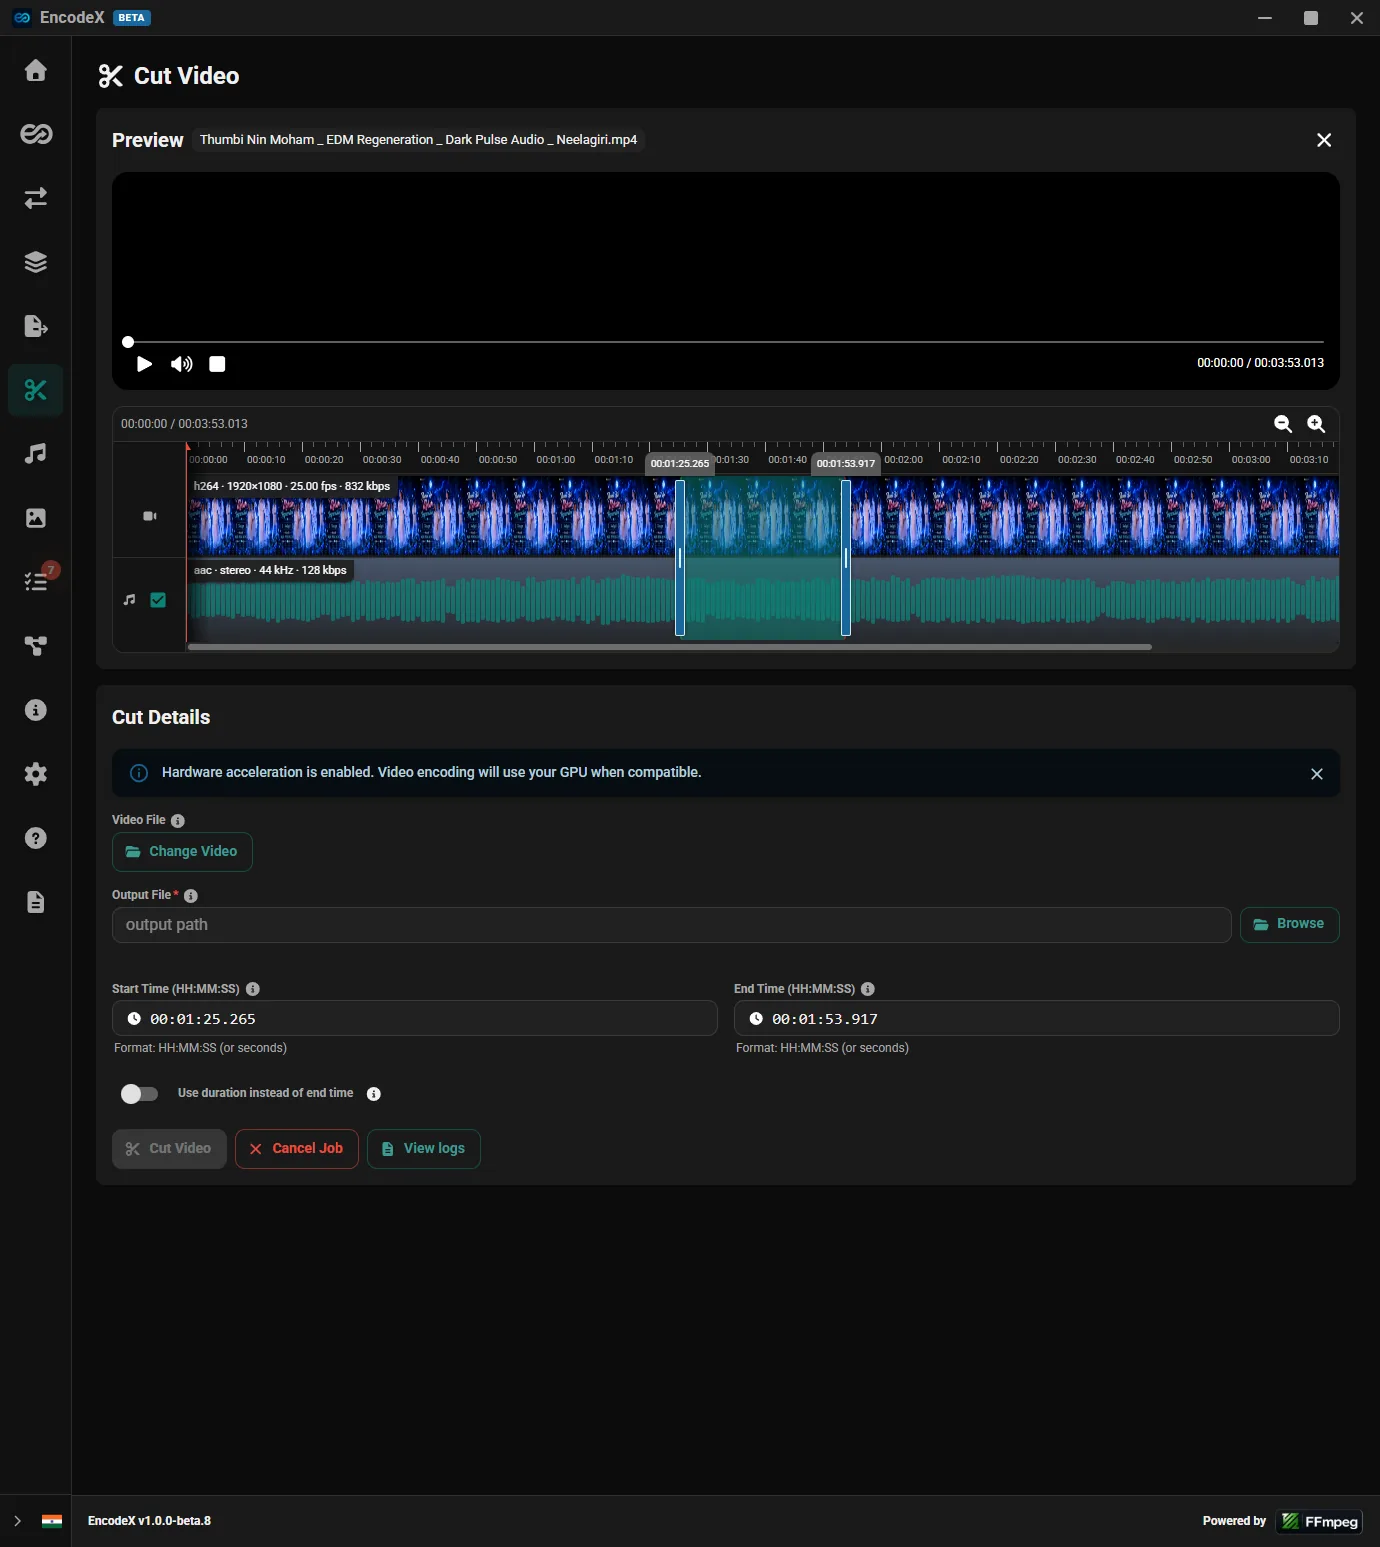 EncodeX BETA
Cut Video
Preview Thumbi Nin Moham _ EDM Regeneration _ Dark Pulse Audio _ Neelagiri.mp4
00:00:00 / 00:03:53.013
00:00:00 / 00:03:53.013
00:00:00 00:00:10 00:00:20 00:00:30 00:00:40 00:00:50 00:01:00 00:01:10 00:01:25.265 0:01:30 00:01:40 00:01:53.917 00:02:00 00:02:10 00:02:20 00:02:30 00:02:40 00:02:50 00:03:00 00:03:10
h264 · 1920×1080 · 25.00 fps · 832 kbps
aac · stereo · 44 kHz · 128 kbps
7
Cut Details
Hardware acceleration is enabled. Video encoding will use your GPU when compatible.
Video File
Change Video
Output File*
output path
Browse
Start Time (HH:MM:SS) End Time (HH:MM:SS)
00:01:25.265 00:01:53.917
Format: HH:MM:SS (or seconds) Format: HH:MM:SS (or seconds)
Use duration instead of end time
Cut Video Cancel Job View logs
EncodeX v1.0.0-beta.8 Powered by FFmpeg